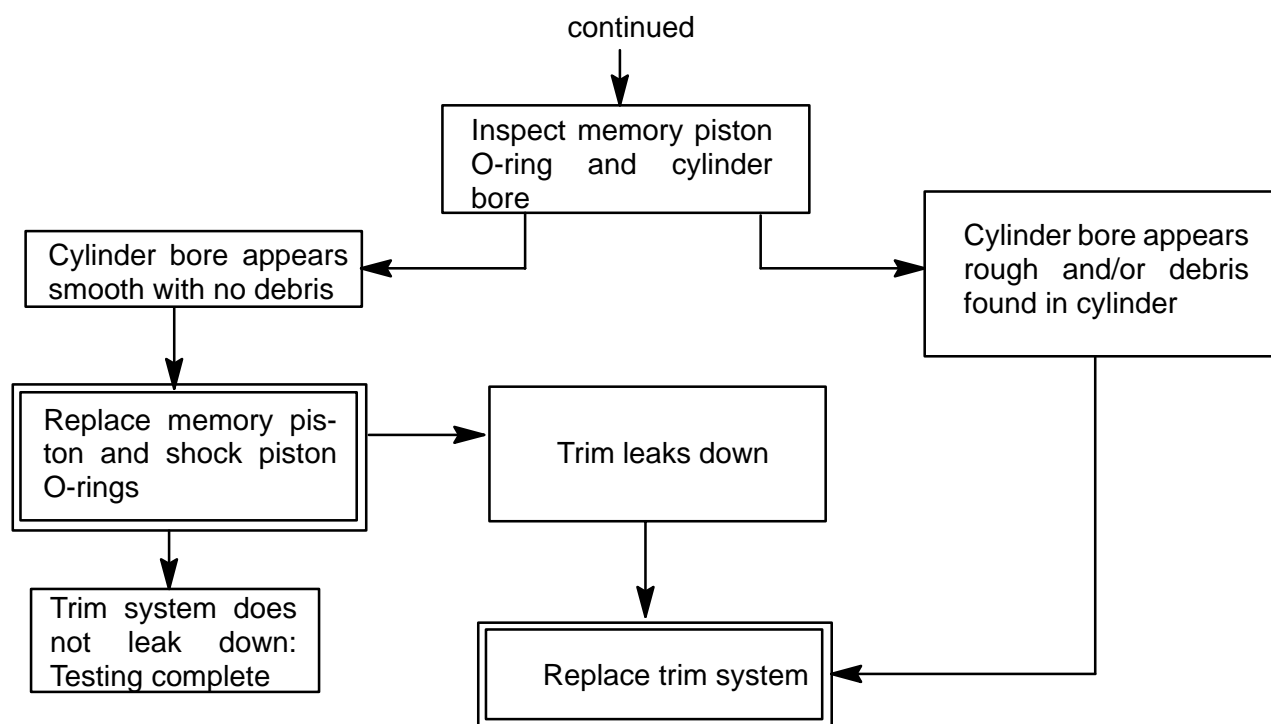 continued
Inspect memory piston
O-ring and cylinder
bore
Cylinder bore appears
smooth with no debris
Cylinder bore appears
rough and/or debris
found in cylinder
Replace memory pis-
ton and shock piston
O-rings
Trim leaks down
Trim system does
not leak down:
Testing complete
Replace trim system